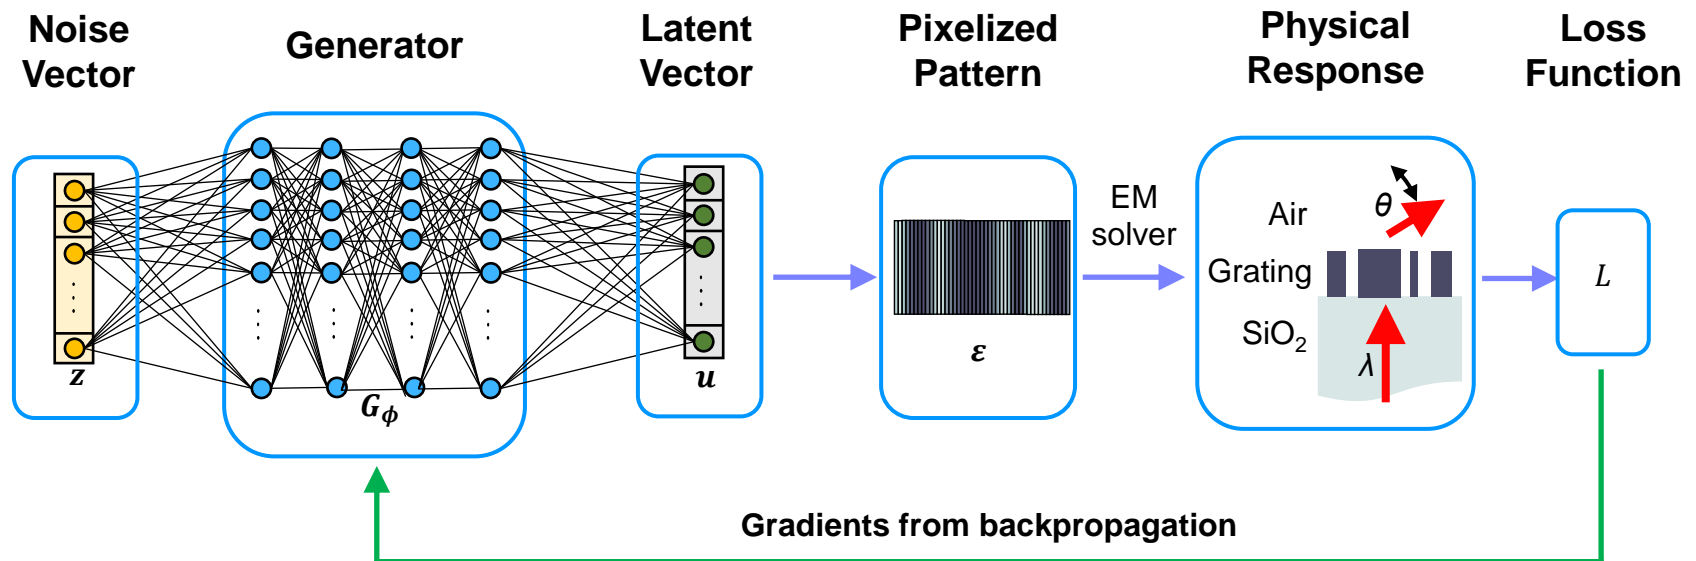 Noise
Vector
Generator
Latent
Vector
Pixelized
Pattern
Physical
Response
Loss
Function
z
G_ϕ
u
ε
EM
solver
Air
θ
Grating
SiO₂
λ
L
Gradients from backpropagation